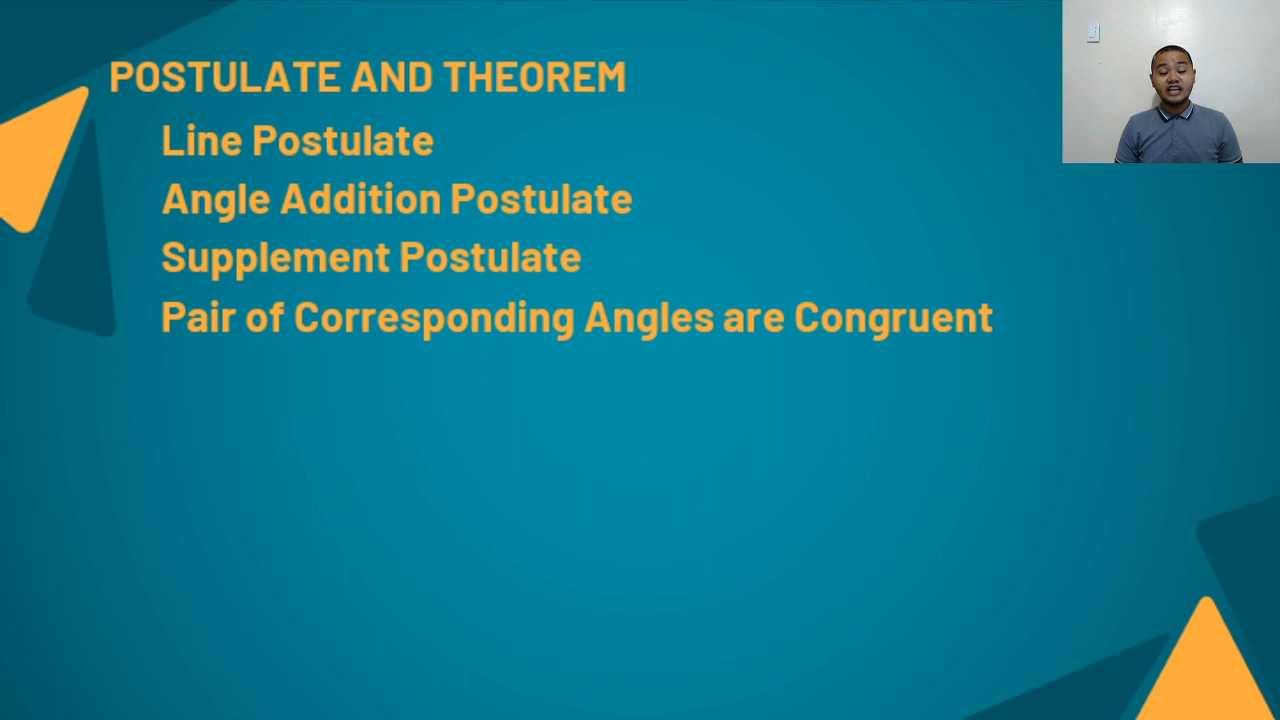 POSTULATE AND THEOREM
Line Postulate
Angle Addition Postulate
Supplement Postulate
Pair of Corresponding Angles are Congruent